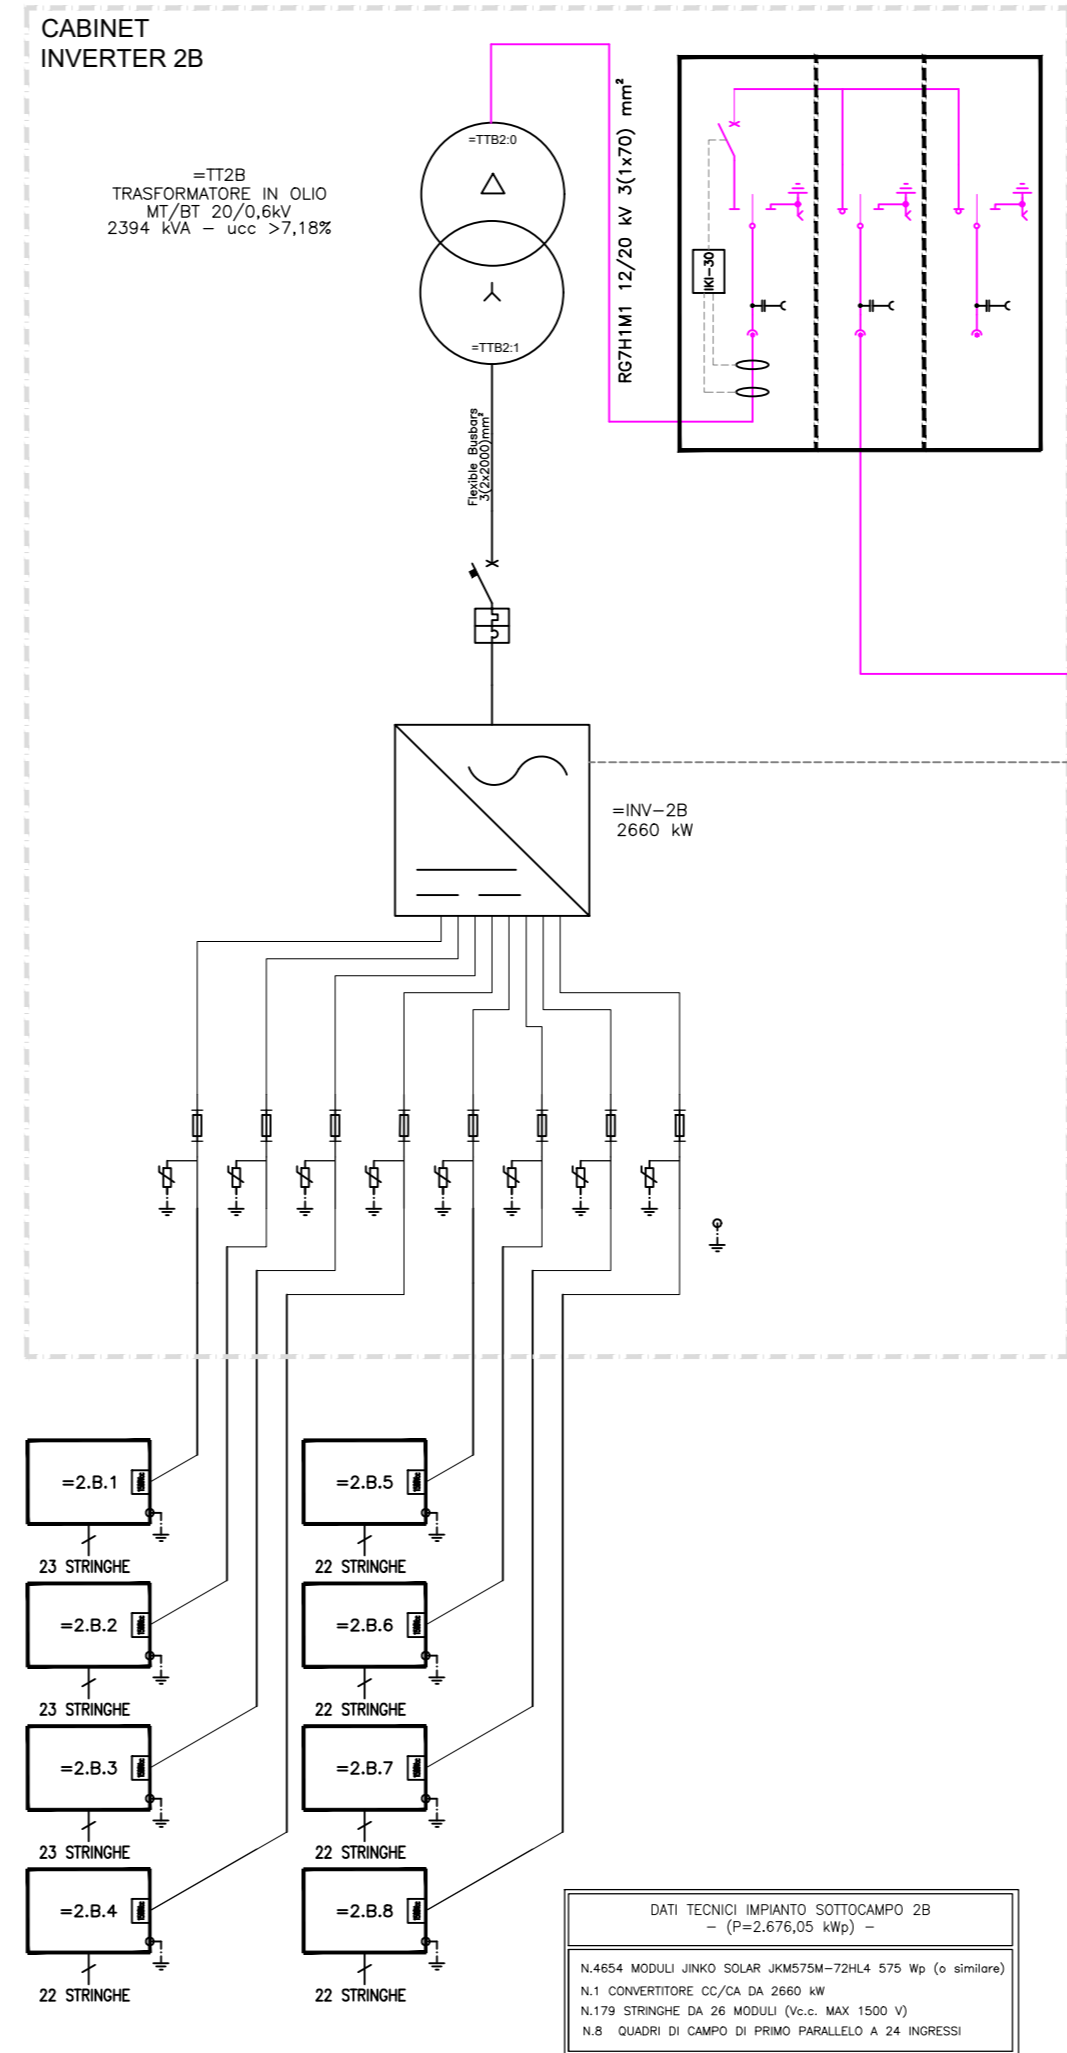 CABINET
INVERTER 2B
=TT2B
TRASFORMATORE IN OLIO
MT/BT 20/0,6kV
2394 kVA – ucc >7,18%
=TTB2:0
=TTB2:1
RG7H1M1 12/20 kV 3(1x70) mm²
IKI-30
Flexible Busbars
3(2x2000)mm²
=INV-2B
2660 kW
=2.B.1
23 STRINGHE
=2.B.2
23 STRINGHE
=2.B.3
23 STRINGHE
=2.B.4
22 STRINGHE
=2.B.5
22 STRINGHE
=2.B.6
22 STRINGHE
=2.B.7
22 STRINGHE
=2.B.8
22 STRINGHE
DATI TECNICI IMPIANTO SOTTOCAMPO 2B
– (P=2.676,05 kWp) –
N.4654 MODULI JINKO SOLAR JKM575M-72HL4 575 Wp (o similare)
N.1 CONVERTITORE CC/CA DA 2660 kW
N.179 STRINGHE DA 26 MODULI (Vc.c. MAX 1500 V)
N.8 QUADRI DI CAMPO DI PRIMO PARALLELO A 24 INGRESSI